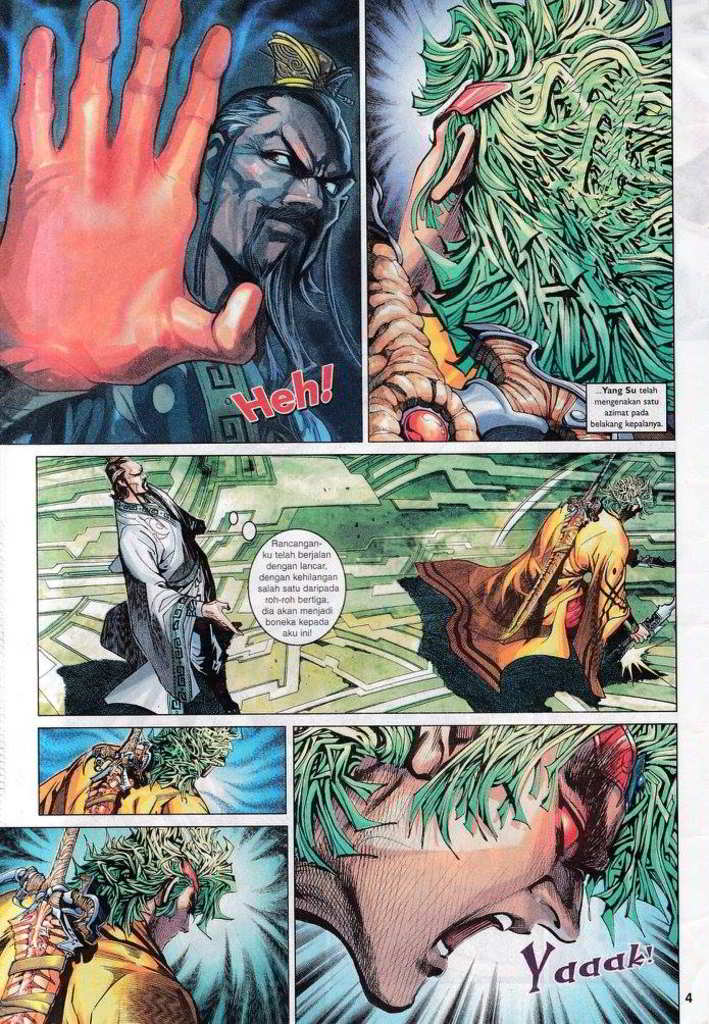 Heh!
...Yang Su telah
mengenakan satu
azimat pada
belakang kepalanya.
Rancangan-
ku telah berjalan
dengan lancar,
dengan kehilangan
salah satu daripada
roh-roh bertiga,
dia akan menjadi
boneka kepada
aku ini!
Yaaak!
4